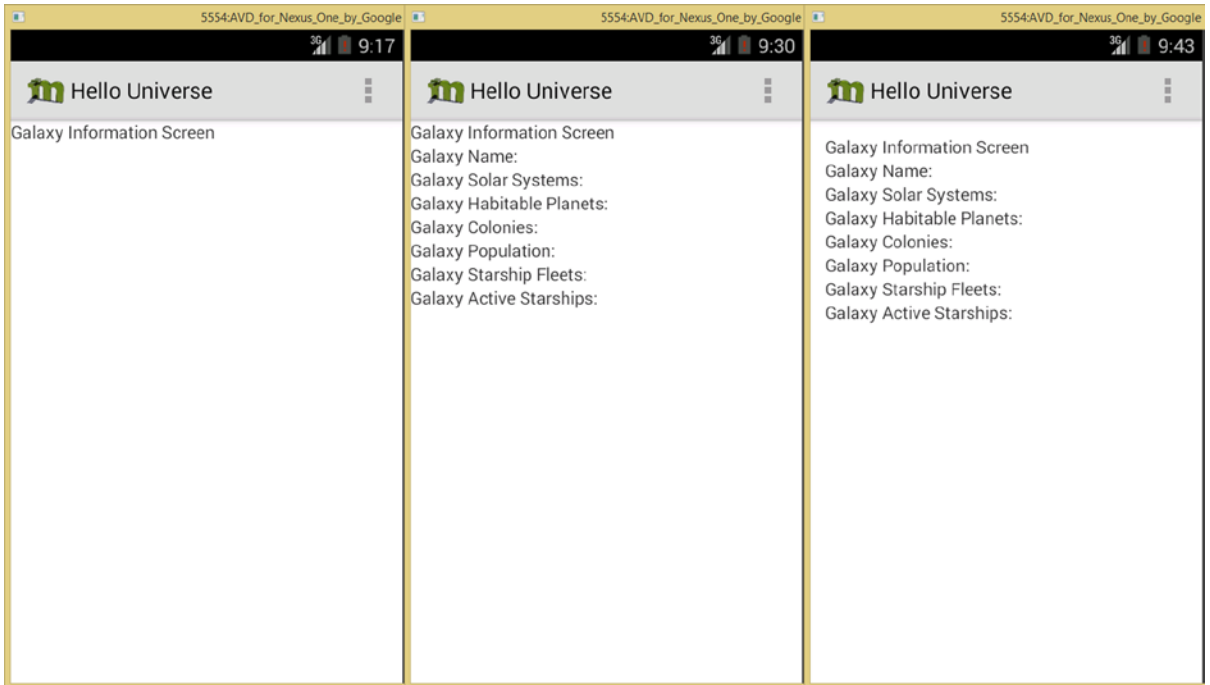 5554:AVD_for_Nexus_One_by_Google
3G 9:17
Hello Universe
Galaxy Information Screen
5554:AVD_for_Nexus_One_by_Google
3G 9:30
Hello Universe
Galaxy Information Screen
Galaxy Name:
Galaxy Solar Systems:
Galaxy Habitable Planets:
Galaxy Colonies:
Galaxy Population:
Galaxy Starship Fleets:
Galaxy Active Starships:
5554:AVD_for_Nexus_One_by_Google
3G 9:43
Hello Universe
Galaxy Information Screen
Galaxy Name:
Galaxy Solar Systems:
Galaxy Habitable Planets:
Galaxy Colonies:
Galaxy Population:
Galaxy Starship Fleets:
Galaxy Active Starships: